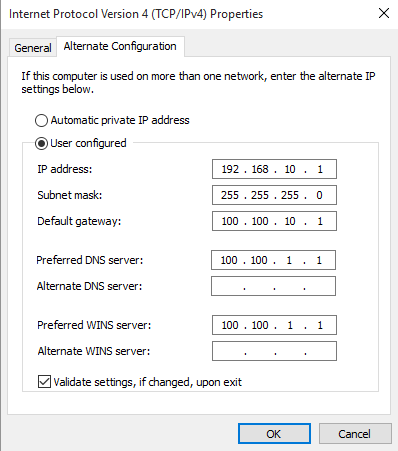 Internet Protocol Version 4 (TCP/IPv4) Properties
General Alternate Configuration
If this computer is used on more than one network, enter the alternate IP
settings below.
Automatic private IP address
User configured
IP address: 192 . 168 . 10 . 1
Subnet mask: 255 . 255 . 255 . 0
Default gateway: 100 . 100 . 10 . 1
Preferred DNS server: 100 . 100 . 1 . 1
Alternate DNS server: . . .
Preferred WINS server: 100 . 100 . 1 . 1
Alternate WINS server: . . .
Validate settings, if changed, upon exit
OK Cancel